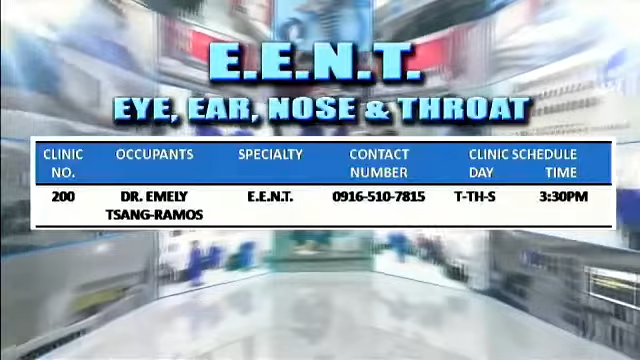 E.E.N.T.
EYE, EAR, NOSE & THROAT
CLINIC NO. OCCUPANTS SPECIALTY CONTACT NUMBER CLINIC SCHEDULE DAY TIME
200 DR. EMELY TSANG-RAMOS E.E.N.T. 0916-510-7815 T-TH-S 3:30PM